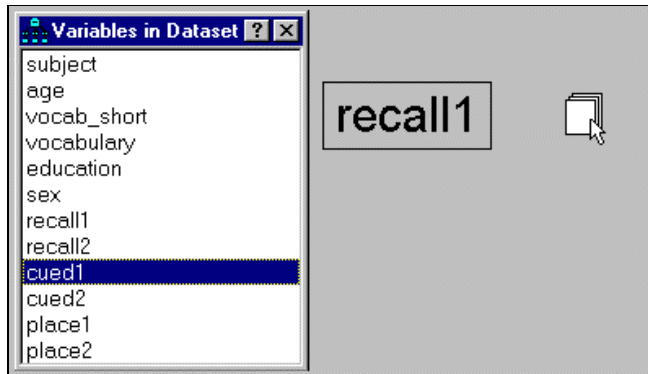 Variables in Dataset
subject
age
vocab_short
vocabulary
education
sex
recall1
recall2
cued1
cued2
place1
place2
recall1